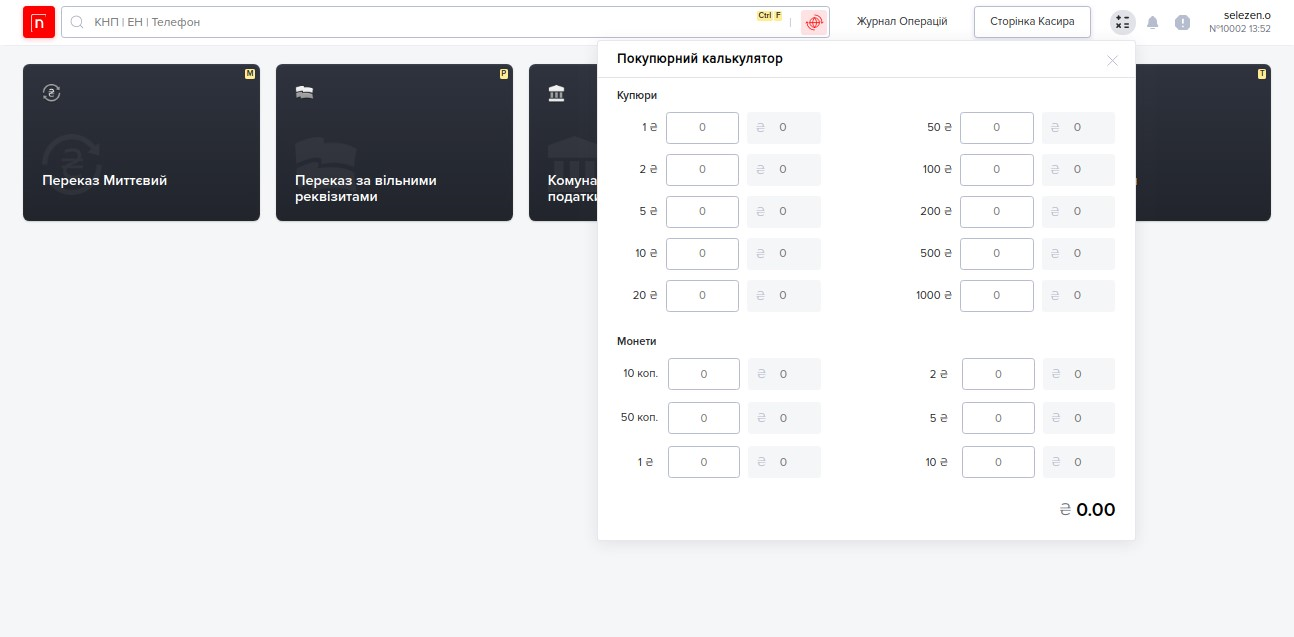 n
КНП | ЕН | Телефон
Ctrl F
Журнал Операцій
Сторінка Касира
selezen.o
№10002 13:52
M
Переказ Миттєвий
P
Переказ за вільними
реквізитами
Комуна
податки
T
Покупюрний калькулятор
Купюри
1 ₴ 0 ₴ 0
50 ₴ 0 ₴ 0
2 ₴ 0 ₴ 0
100 ₴ 0 ₴ 0
5 ₴ 0 ₴ 0
200 ₴ 0 ₴ 0
10 ₴ 0 ₴ 0
500 ₴ 0 ₴ 0
20 ₴ 0 ₴ 0
1000 ₴ 0 ₴ 0
Монети
10 коп. 0 ₴ 0
2 ₴ 0 ₴ 0
50 коп. 0 ₴ 0
5 ₴ 0 ₴ 0
1 ₴ 0 ₴ 0
10 ₴ 0 ₴ 0
₴ 0.00